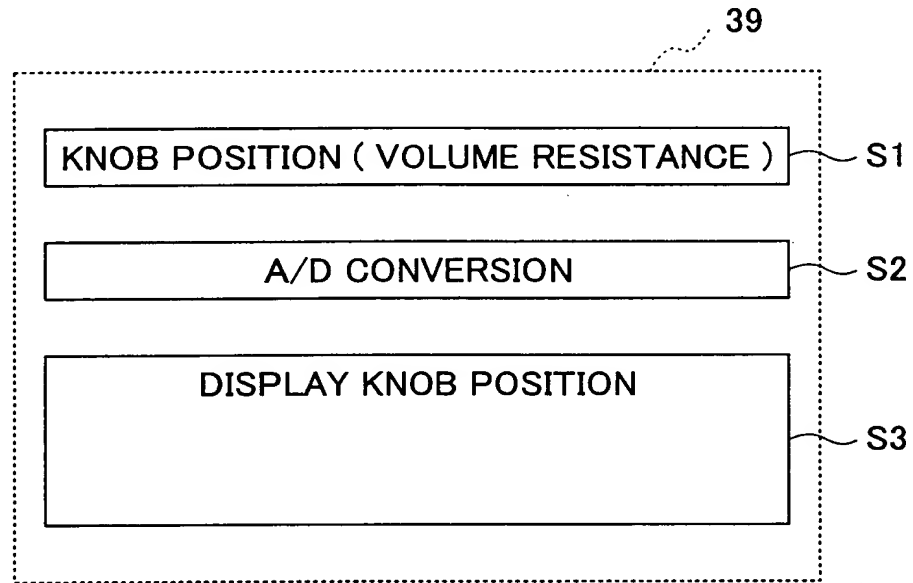 39
KNOB POSITION ( VOLUME RESISTANCE )
S1
A/D CONVERSION
S2
DISPLAY KNOB POSITION
S3